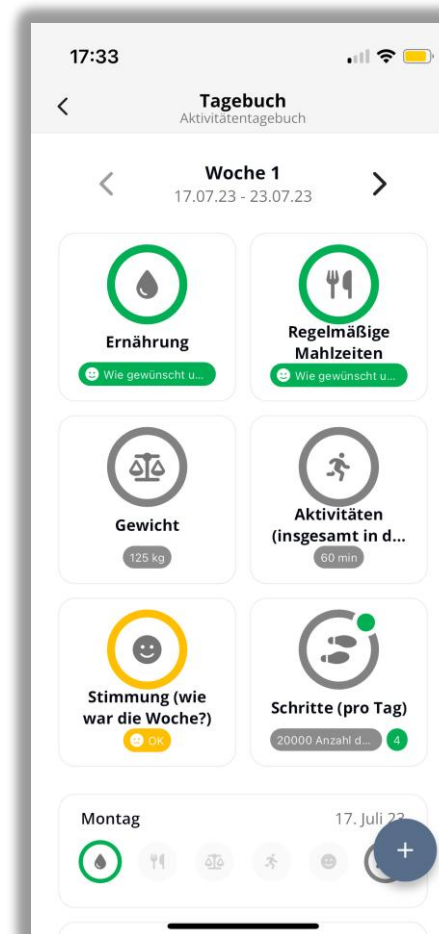 17:33
Tagebuch
Aktivitätentagebuch
Woche 1
17.07.23 - 23.07.23
Ernährung
Wie gewünscht u...
Regelmäßige
Mahlzeiten
Wie gewünscht u...
Gewicht
125 kg
Aktivitäten
(insgesamt in d...
60 min
Stimmung (wie
war die Woche?)
OK
Schritte (pro Tag)
20000 Anzahl d... 4
Montag 17. Juli 23
+